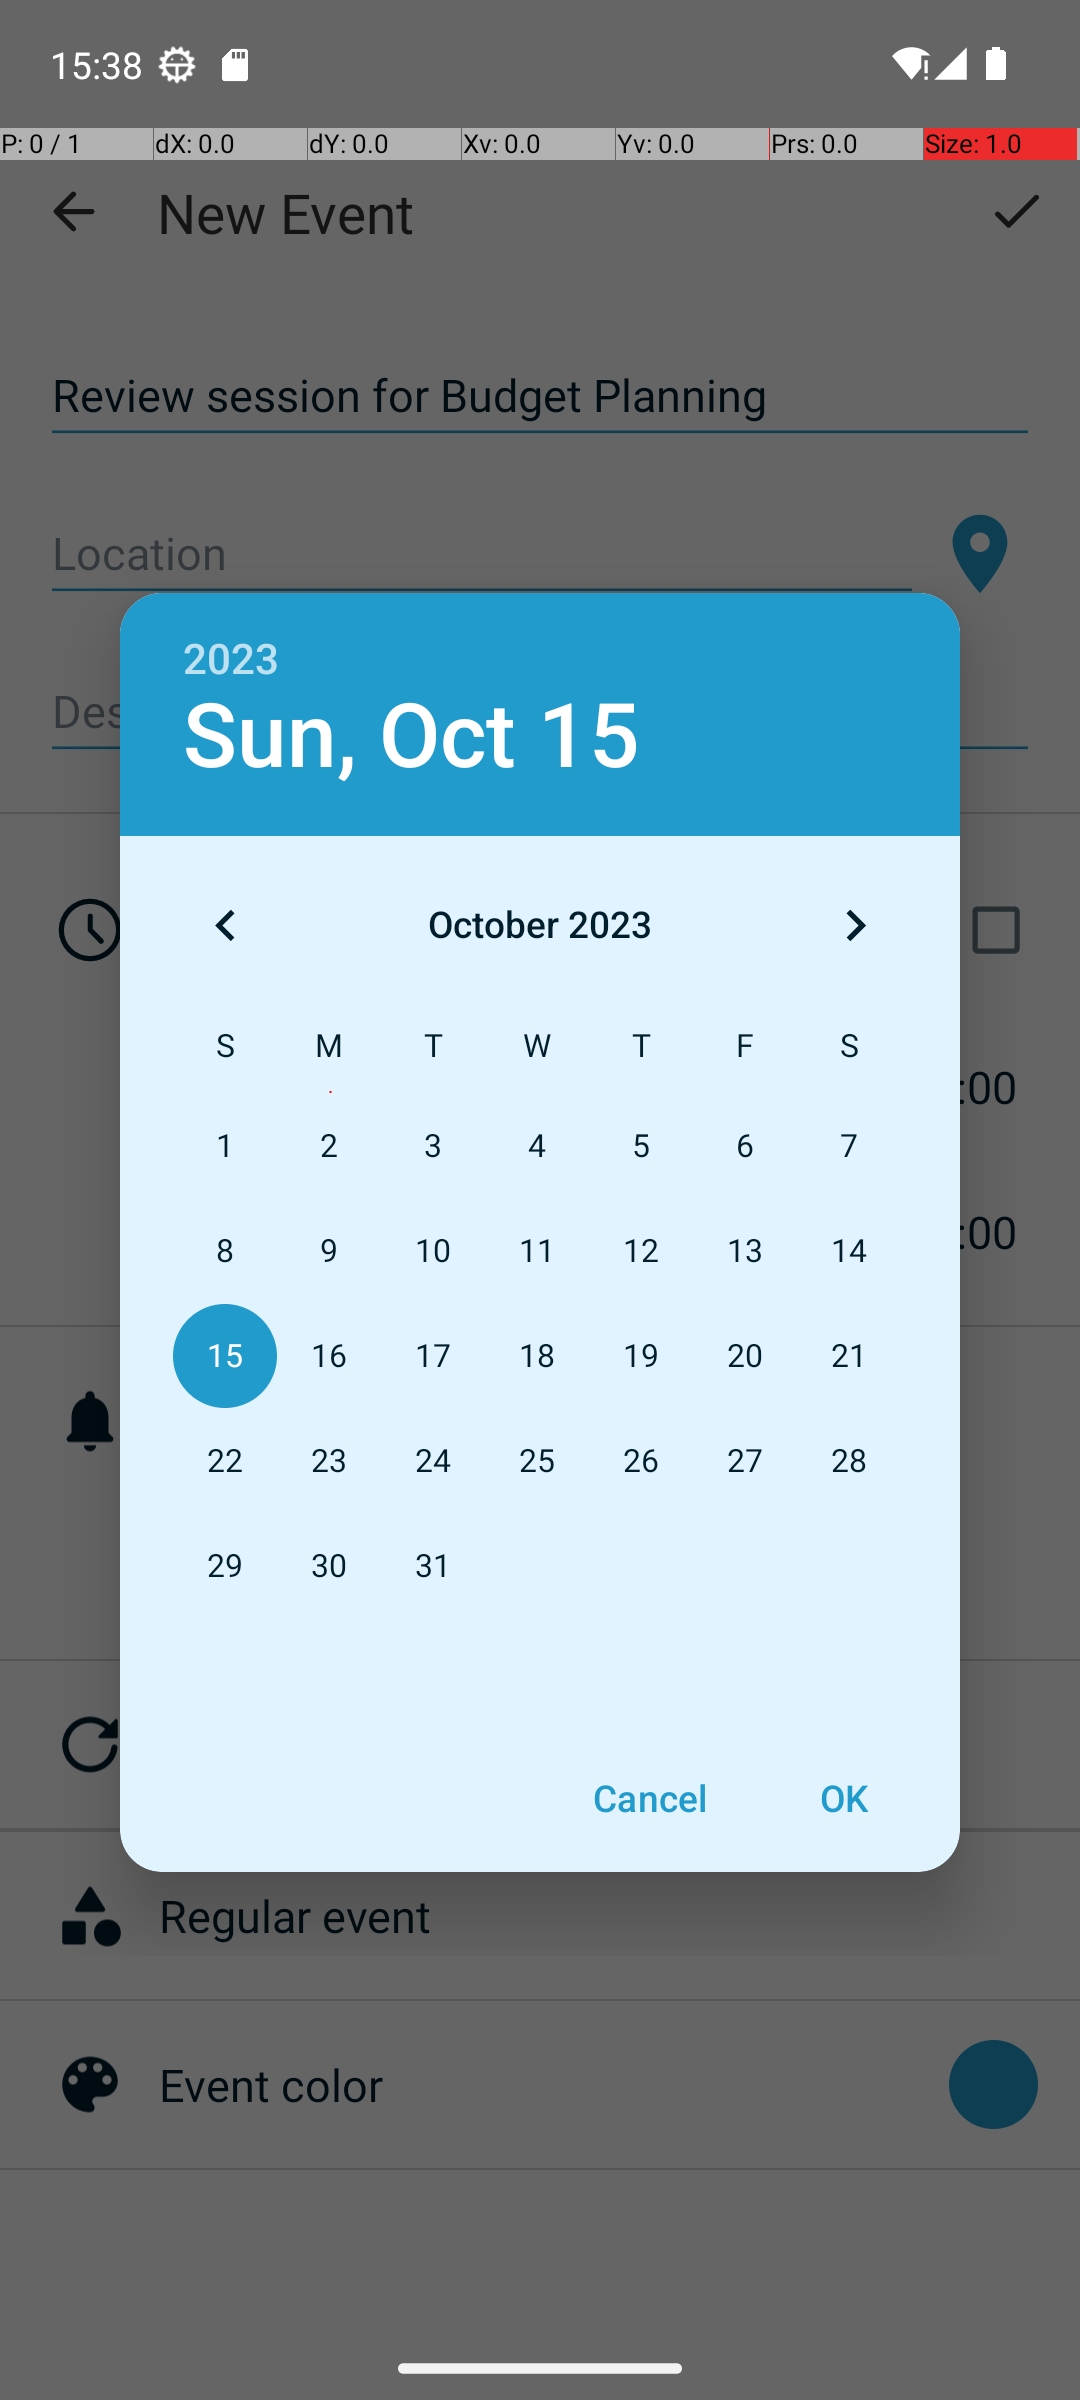 15:38
P: 0 / 1 dX: 0.0 dY: 0.0 Xv: 0.0 Yv: 0.0 Prs: 0.0 Size: 1.0
New Event
Review session for Budget Planning
Location
2023
Des
Sun, Oct 15
October 2023
S M T W T F S
:00
1 2 3 4 5 6 7
8 9 10 11 12 13 14
:00
15 16 17 18 19 20 21
22 23 24 25 26 27 28
29 30 31
Cancel OK
Regular event
Event color